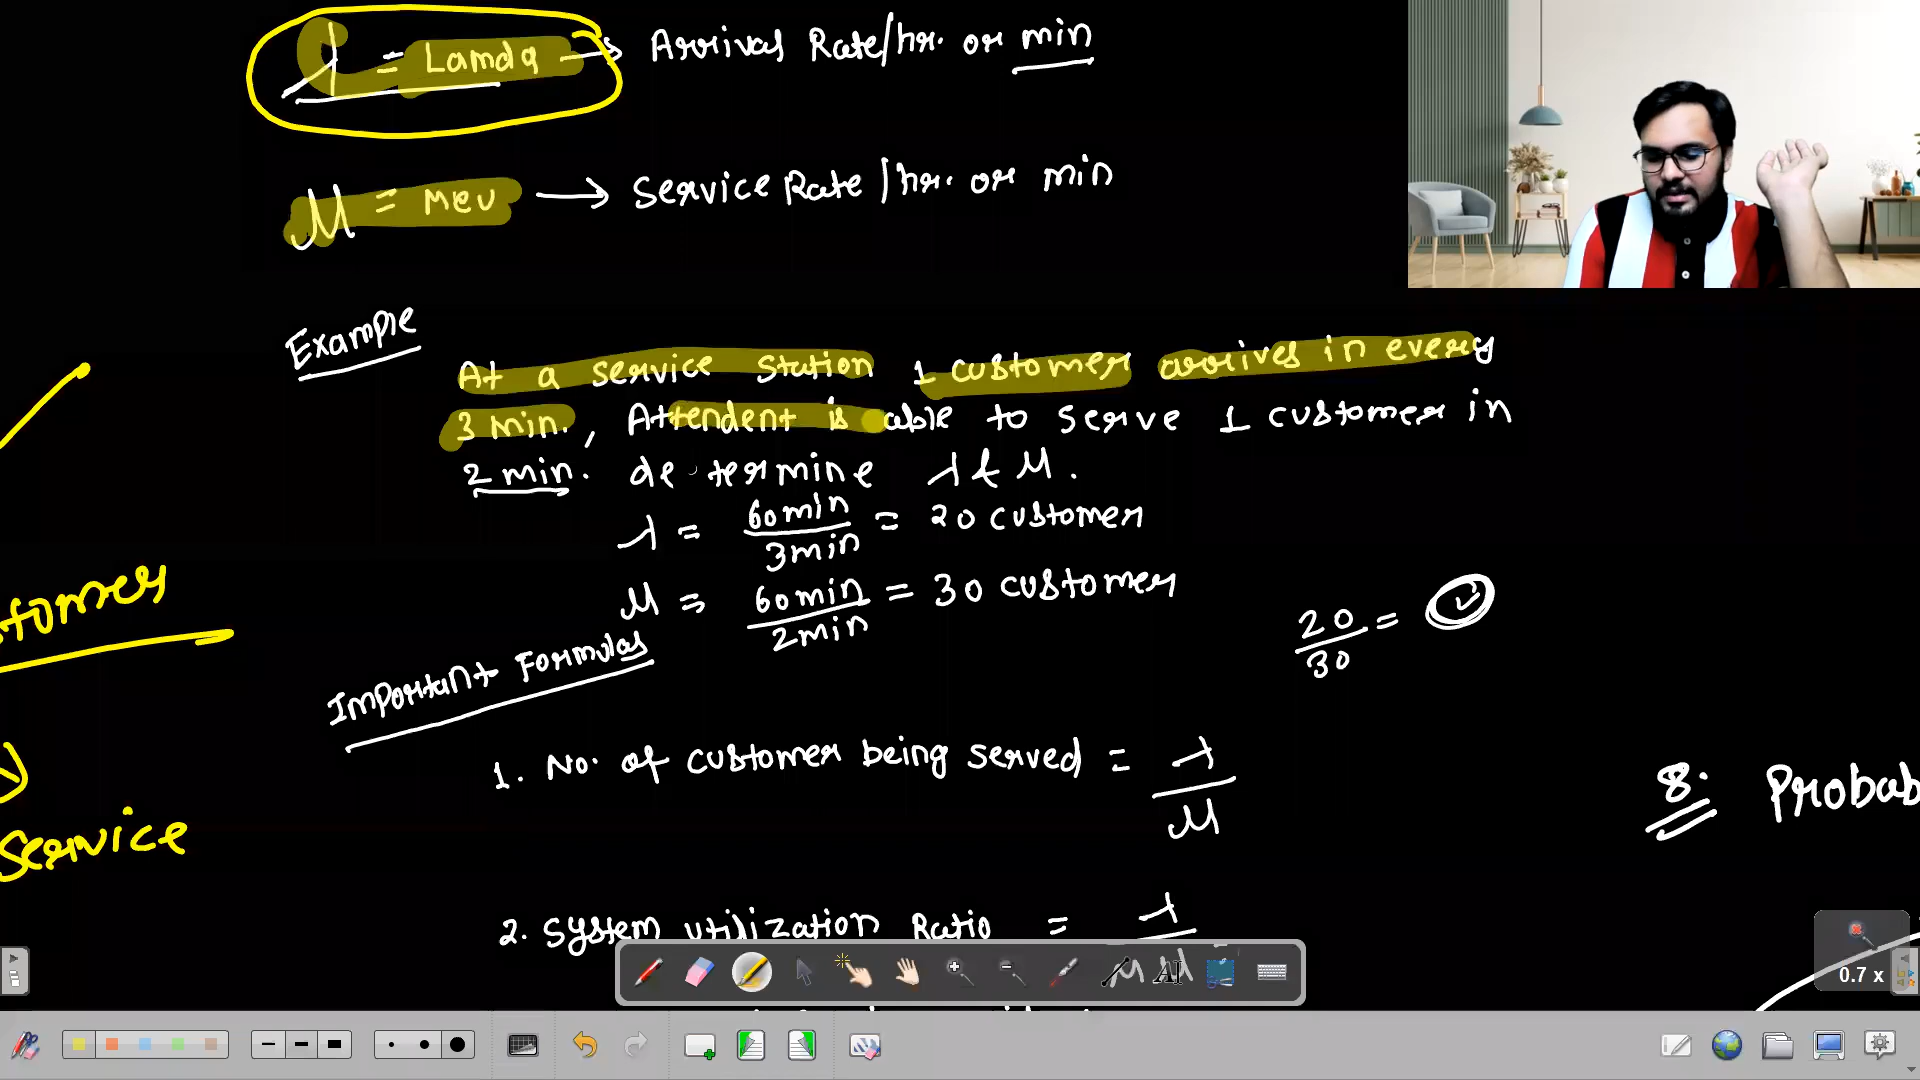 λ = Lamda → Arrival Rate/hr. or min
M = Meu → Service Rate/hr. or min
Example
At a service Station 1 customer arrives in every
3 min., Attendent is able to serve 1 customer in
2 min. determine λ & M.
λ = 60min/3min = 20 customer
M = 60min/2min = 30 customer
20/30 =
stomer
Important Formulas
1. No. of customer being served = λ/M
8. Probab
Service
2. System utilization Ratio = λ
M
AI
0.7 x